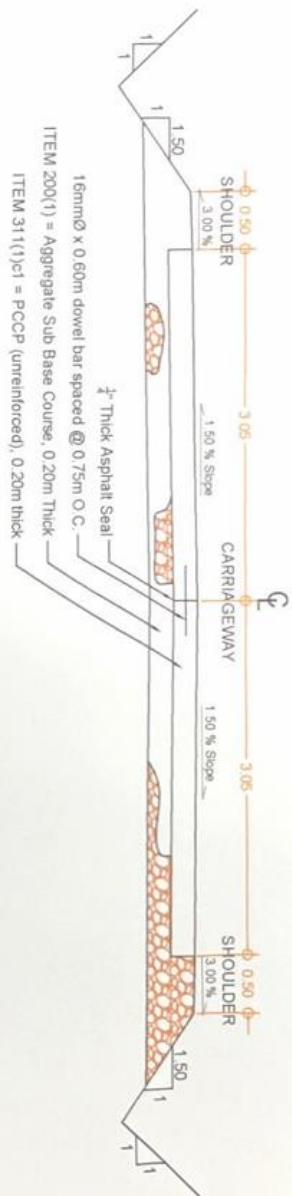 CL
0.50
3.05
3.05
0.50
SHOULDER
CARRIAGEWAY
SHOULDER
3.00 %
1.50 % Slope
1.50 % Slope
3.00 %
1
1
1.50
1
1.50
1
1
1
¼" Thick Asphalt Seal
16mmØ x 0.60m dowel bar spaced @ 0.75m O.C.
ITEM 200(1) = Aggregate Sub Base Course, 0.20m Thick
ITEM 311(1)c1 = PCCP (unreinforced), 0.20m thick